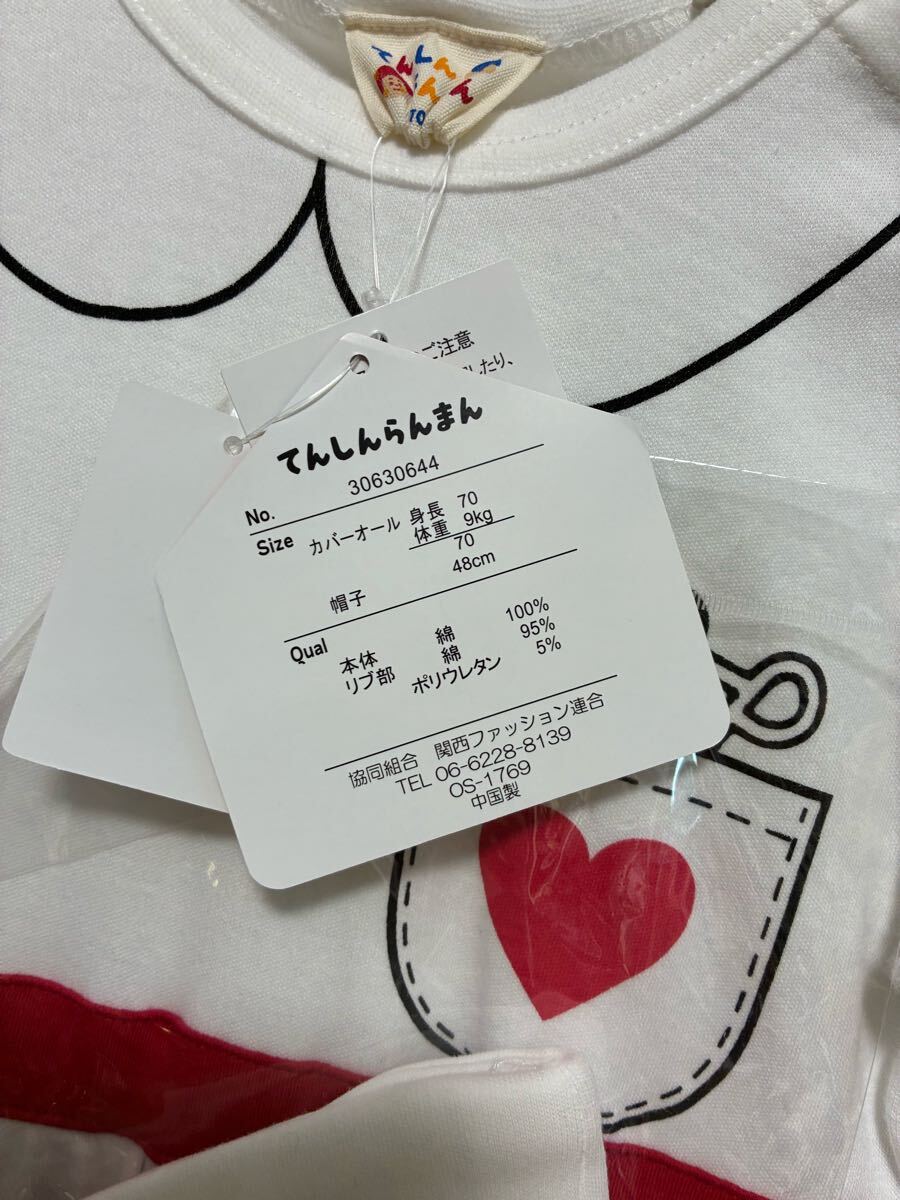 ご注意
したり、
てんしんらんまん
No. 30630644
Size カバーオール 身長 70
体重 9kg
70
帽子 48cm
Qual 本体 綿 100%
リブ部 綿 95%
ポリウレタン 5%
協同組合 関西ファッション連合
TEL 06-6228-8139
OS-1769
中国製